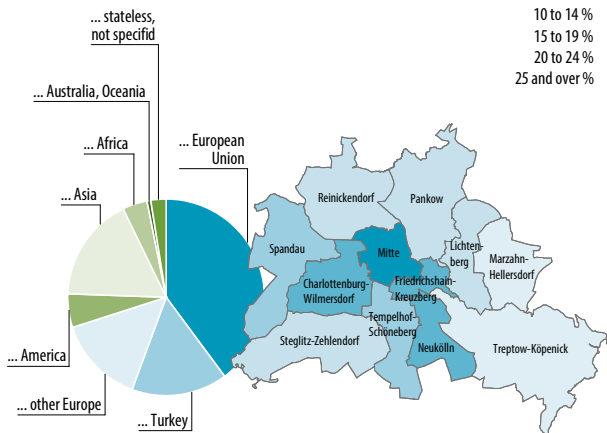 ... stateless,
not specifid
10 to 14 %
15 to 19 %
20 to 24 %
25 and over %
... Australia, Oceania
... Africa
... European
Union
... Asia
Reinickendorf
Pankow
Spandau
Mitte
Lichten-
berg
Marzahn-
Hellersdorf
Charlottenburg-
Wilmersdorf
Friedrichshain-
Kreuzberg
Tempelhof-
Schöneberg
Steglitz-Zehlendorf
Neukölln
Treptow-Köpenick
... America
... other Europe
... Turkey